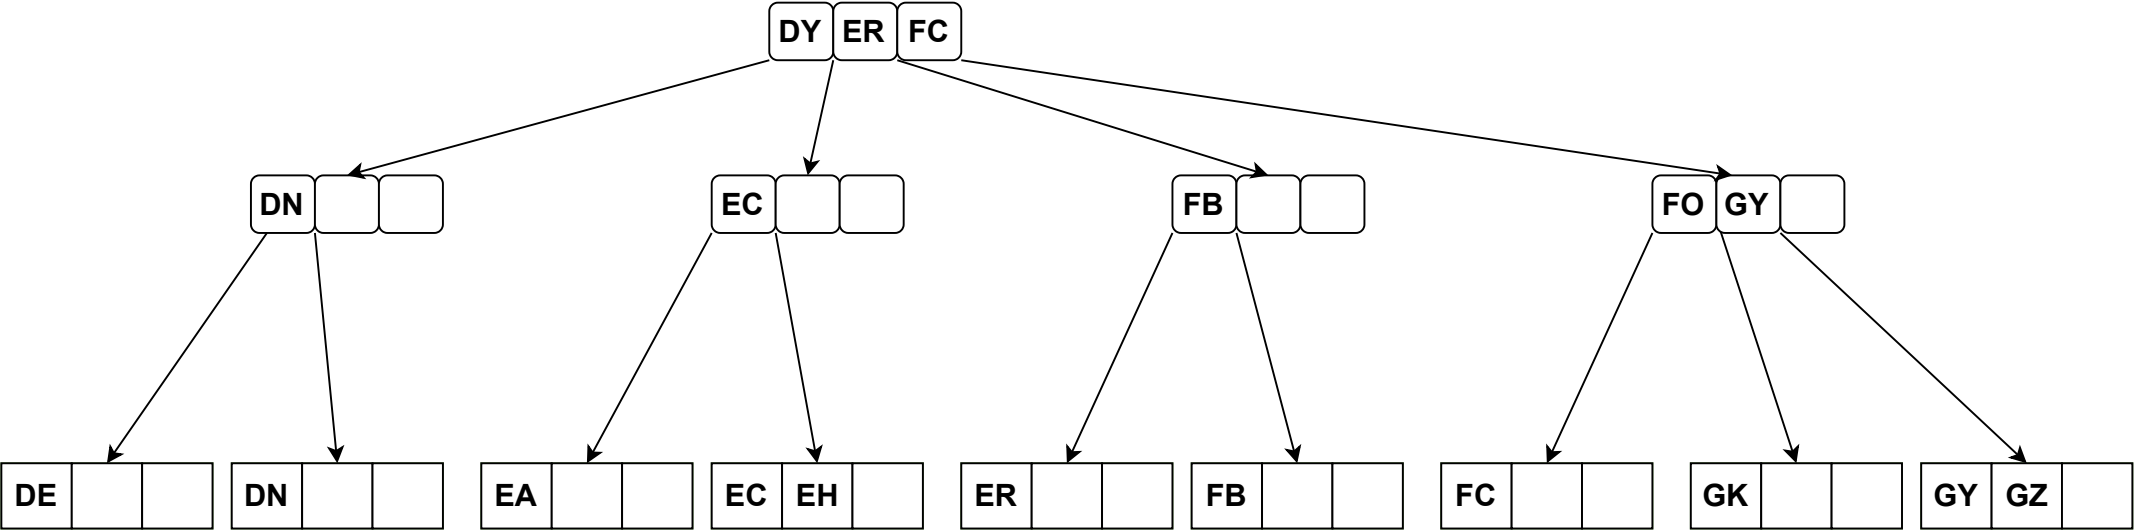 DY ER FC
DN
EC
FB
FO GY
DE
DN
EA
EC EH
ER
FB
FC
GK
GY GZ